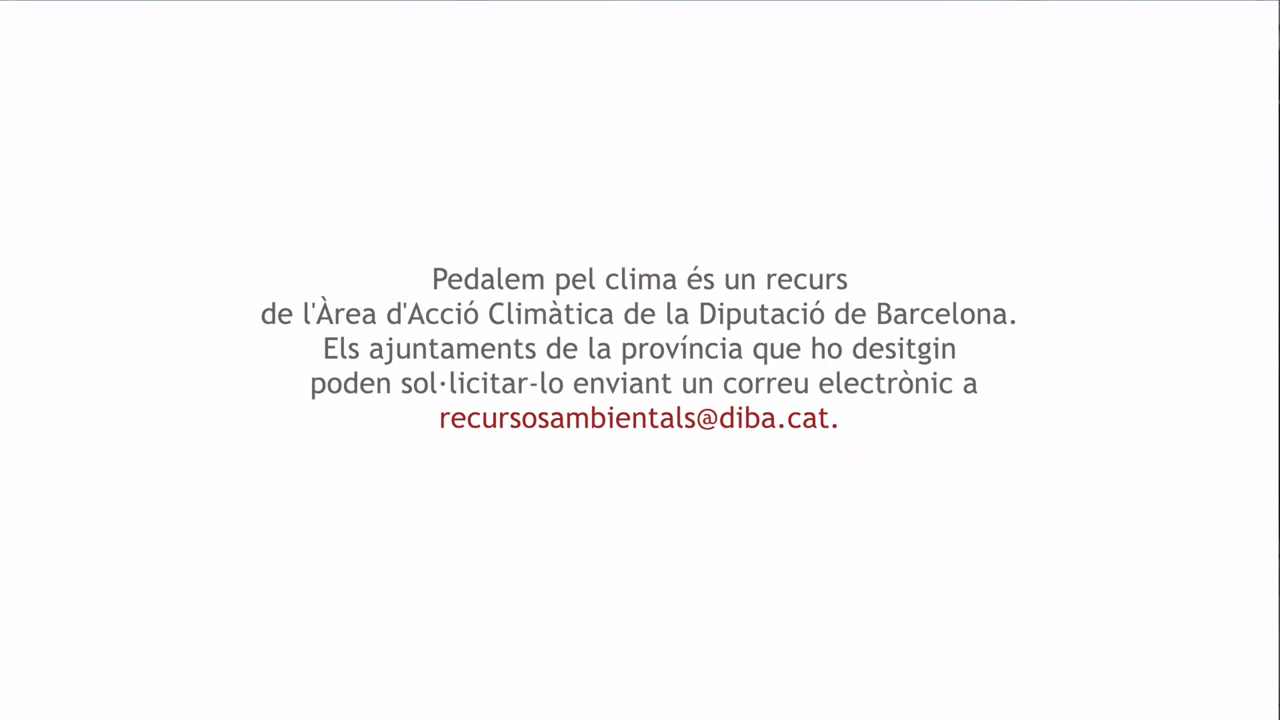 Pedalem pel clima és un recurs
de l'Àrea d'Acció Climàtica de la Diputació de Barcelona.
Els ajuntaments de la província que ho desitgin
poden sol·licitar-lo enviant un correu electrònic a
recursosambientals@diba.cat.